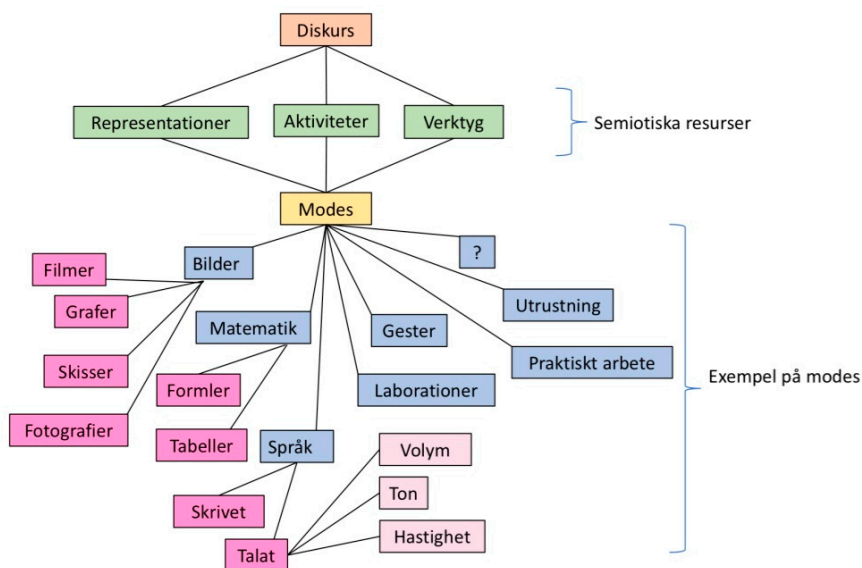 Diskurs
Representationer
Aktiviteter
Verktyg
Semiotiska resurser
Modes
?
Bilder
Filmer
Utrustning
Grafer
Matematik
Gester
Praktiskt arbete
Skisser
Exempel på modes
Formler
Laborationer
Fotografier
Tabeller
Språk
Volym
Ton
Skrivet
Hastighet
Talat